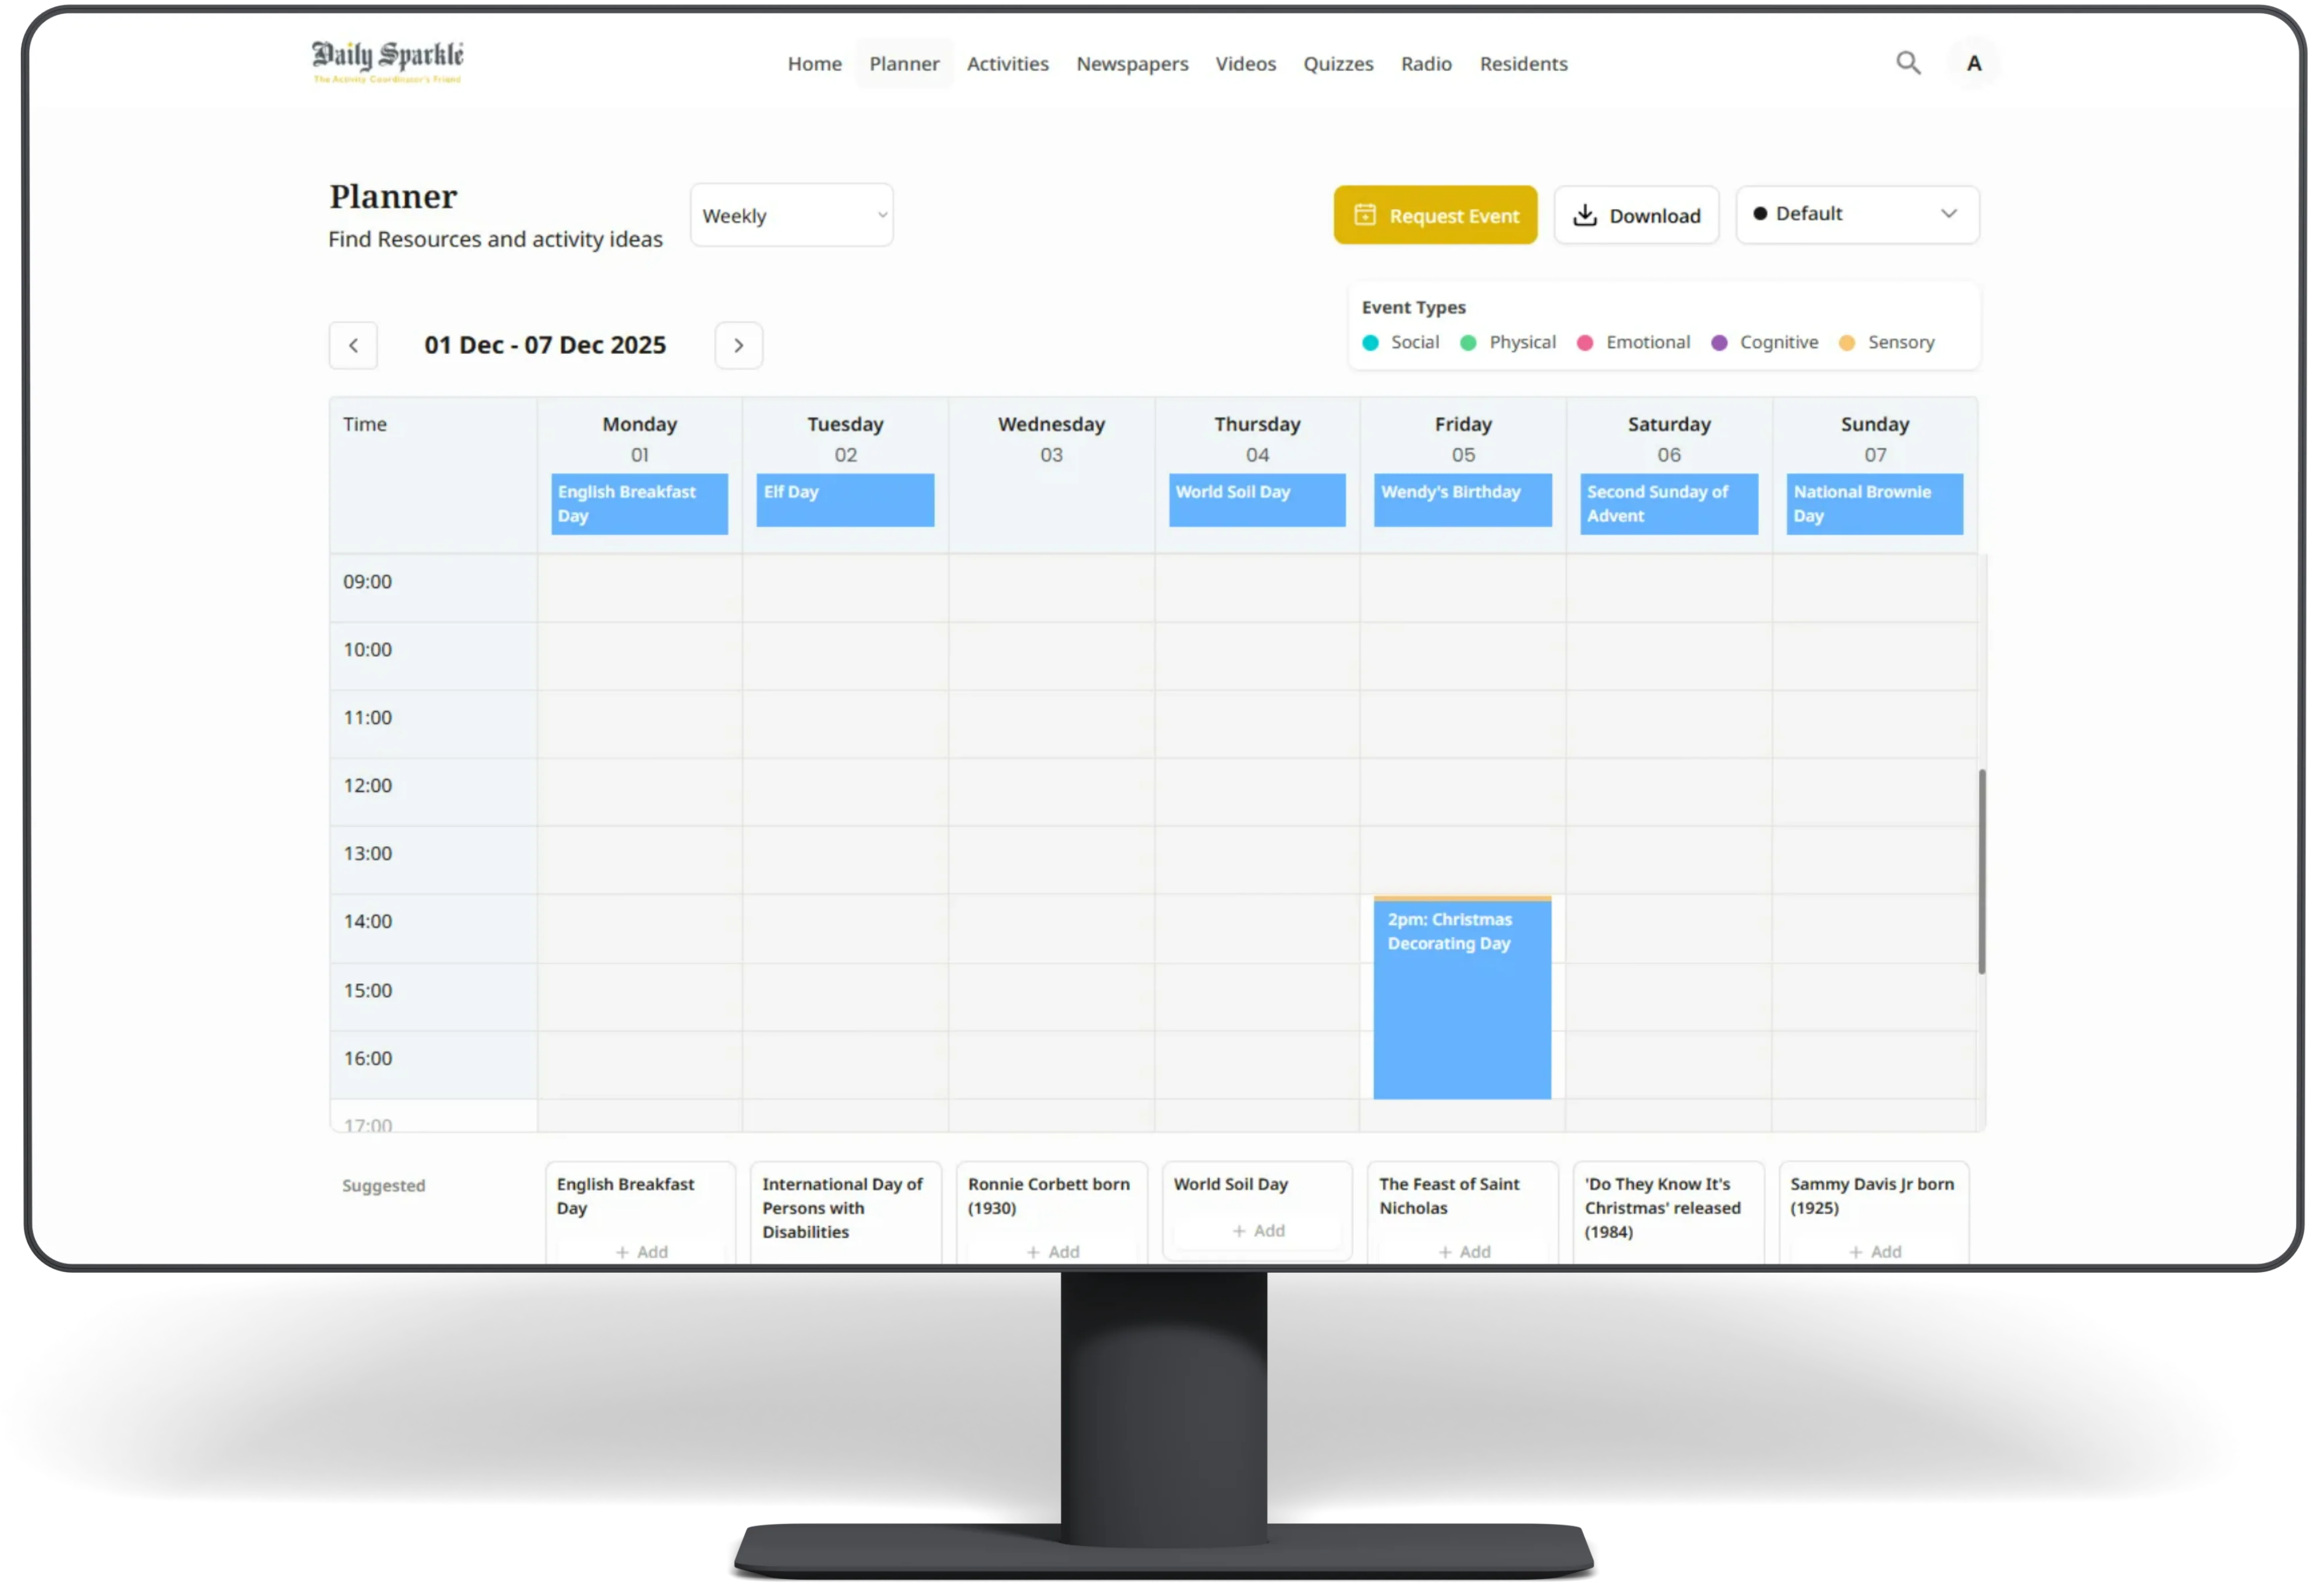 Daily Sparkle
The Activity Coordinator's Friend
Home Planner Activities Newspapers Videos Quizzes Radio Residents
A
Planner
Find Resources and activity ideas
Weekly
Request Event
Download
Default
01 Dec - 07 Dec 2025
Event Types
Social Physical Emotional Cognitive Sensory
Time Monday Tuesday Wednesday Thursday Friday Saturday Sunday
01 02 03 04 05 06 07
English Breakfast
Day
Elf Day
World Soil Day
Wendy's Birthday
Second Sunday of
Advent
National Brownie
Day
09:00
10:00
11:00
12:00
13:00
14:00
2pm: Christmas
Decorating Day
15:00
16:00
17:00
Suggested
English Breakfast
Day
+ Add
International Day of
Persons with
Disabilities
Ronnie Corbett born
(1930)
+ Add
World Soil Day
+ Add
The Feast of Saint
Nicholas
+ Add
'Do They Know It's
Christmas' released
(1984)
Sammy Davis Jr born
(1925)
+ Add